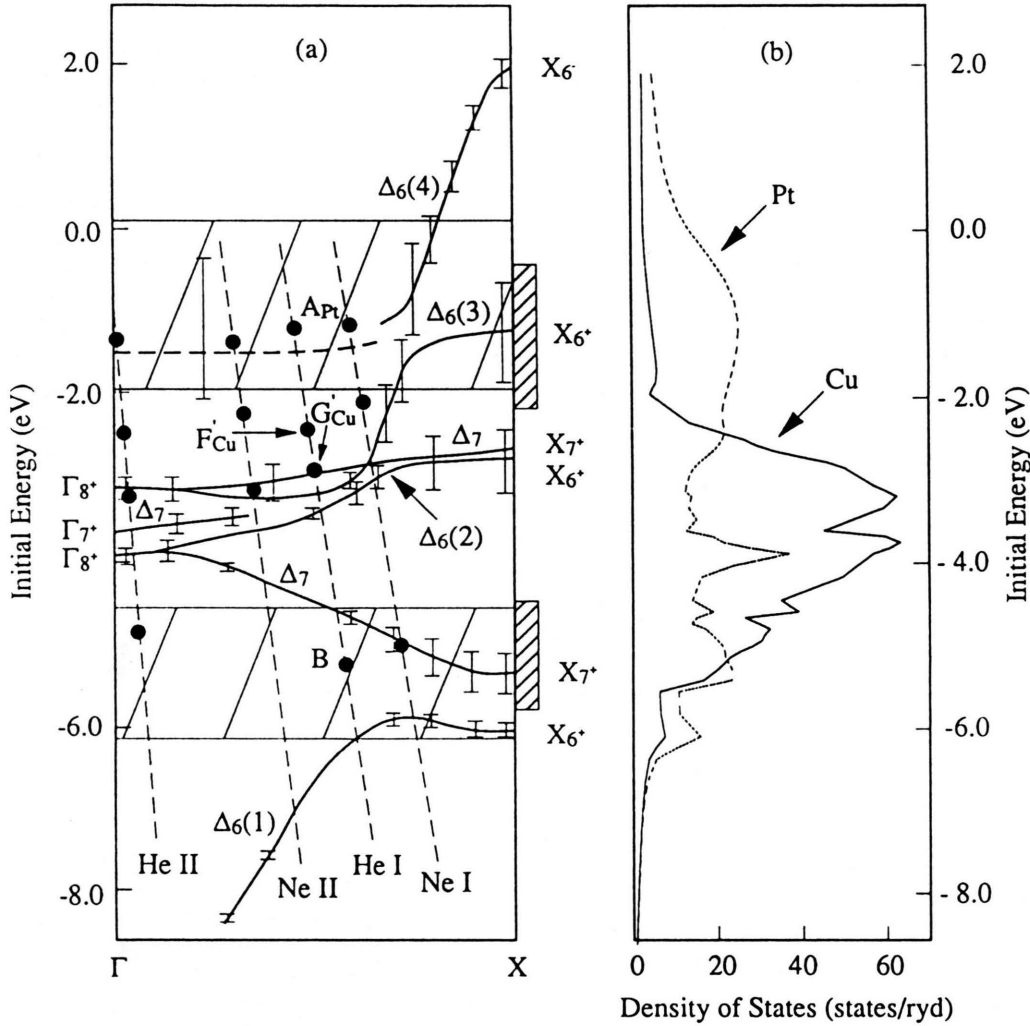 (a)
2.0
0.0
-2.0
-4.0
-6.0
-8.0
Initial Energy (eV)
Γ8+
Γ7+
Γ8+
Δ6(4)
APt
Δ6(3)
F'Cu
G'Cu
Δ7
Δ7
Δ6(2)
Δ7
B
Δ6(1)
He II
Ne II
He I
Ne I
Γ
X
X6-
X6+
X7+
X6+
X7+
X6+
(b)
Pt
Cu
2.0
0.0
-2.0
-4.0
-6.0
-8.0
Initial Energy (eV)
0
20
40
60
Density of States (states/ryd)